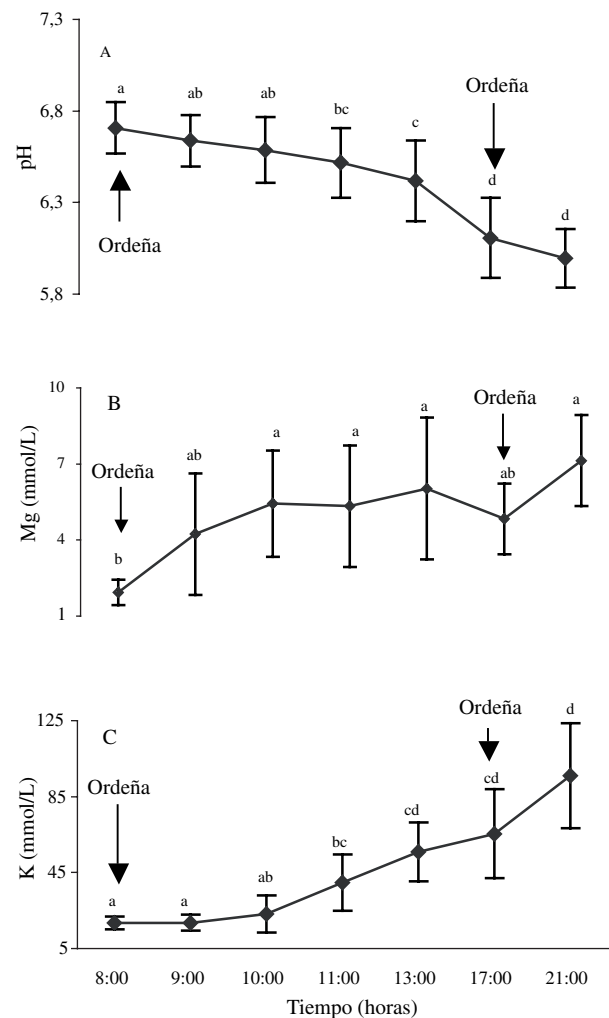 7,3
A
a
ab
ab
bc
c
d
d
Ordeña
6,8
pH
6,3
Ordeña
5,8
10
B
Ordeña
b
ab
a
a
a
Ordeña
ab
a
7
Mg (mmol/L)
4
1
125
C
Ordeña
a
a
ab
bc
cd
Ordeña
cd
d
85
K (mmol/L)
45
5
8:00 9:00 10:00 11:00 13:00 17:00 21:00
Tiempo (horas)